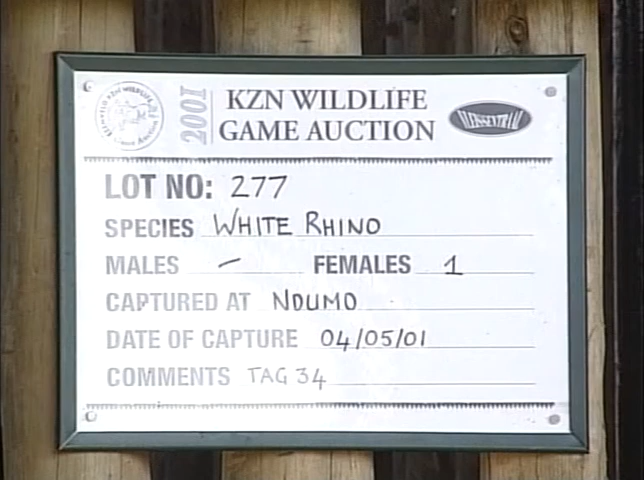 2001
KZN WILDLIFE
GAME AUCTION
LOT NO: 277
SPECIES WHITE RHINO
MALES – FEMALES 1
CAPTURED AT NDUMO
DATE OF CAPTURE 04/05/01
COMMENTS TAG 34